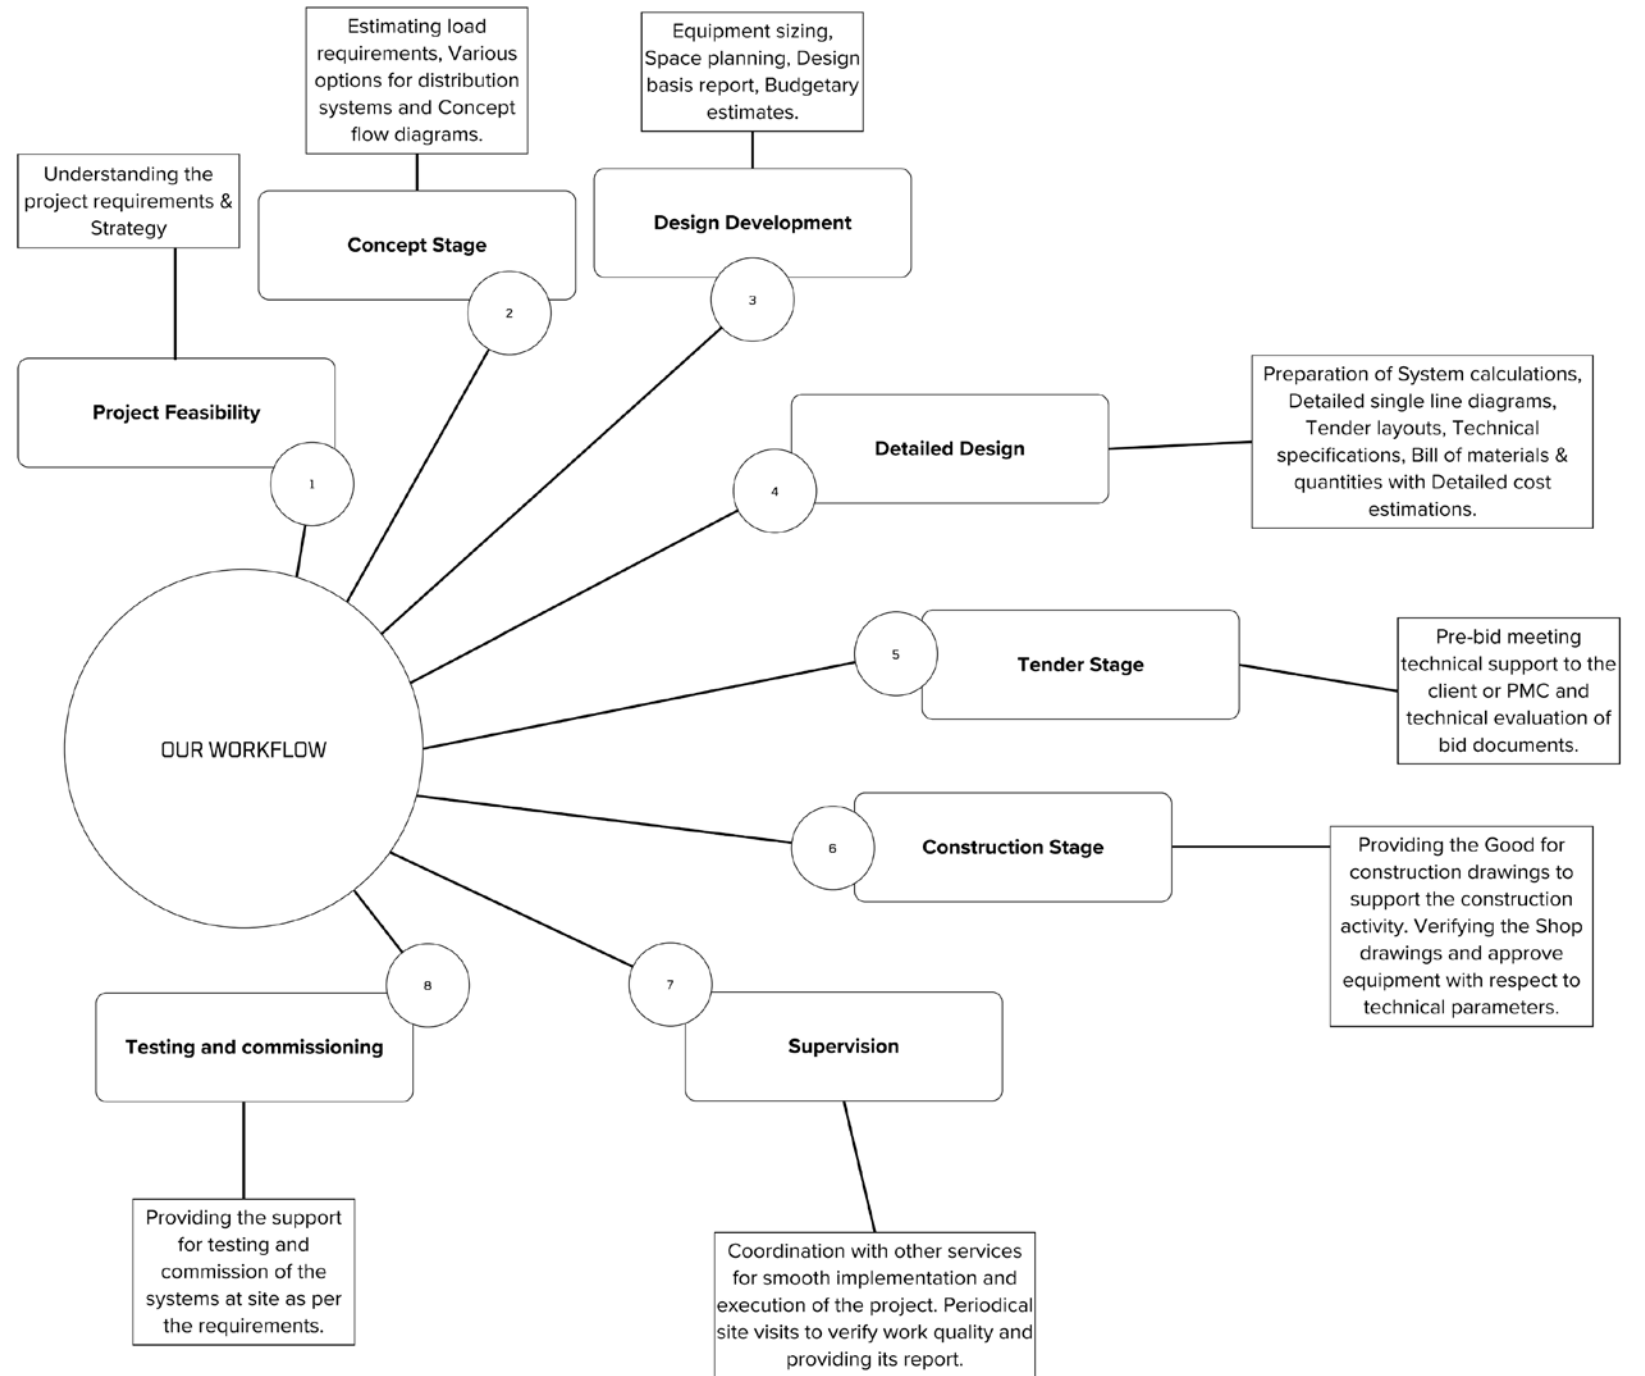 Understanding the
project requirements &
Strategy
Project Feasibility
1
Estimating load
requirements, Various
options for distribution
systems and Concept
flow diagrams.
Concept Stage
2
Equipment sizing,
Space planning, Design
basis report, Budgetary
estimates.
Design Development
3
Detailed Design
4
Preparation of System calculations,
Detailed single line diagrams,
Tender layouts, Technical
specifications, Bill of materials &
quantities with Detailed cost
estimations.
Tender Stage
5
Pre-bid meeting
technical support to the
client or PMC and
technical evaluation of
bid documents.
OUR WORKFLOW
Construction Stage
6
Providing the Good for
construction drawings to
support the construction
activity. Verifying the Shop
drawings and approve
equipment with respect to
technical parameters.
7
Supervision
Coordination with other services
for smooth implementation and
execution of the project. Periodical
site visits to verify work quality and
providing its report.
8
Testing and commissioning
Providing the support
for testing and
commission of the
systems at site as per
the requirements.